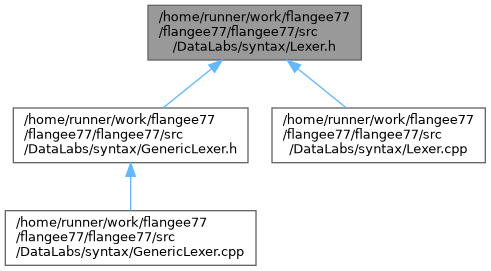 /home/runner/work/flangee77
/flangee77/flangee77/src
/DataLabs/syntax/Lexer.h
/home/runner/work/flangee77
/flangee77/flangee77/src
/DataLabs/syntax/GenericLexer.h
/home/runner/work/flangee77
/flangee77/flangee77/src
/DataLabs/syntax/Lexer.cpp
/home/runner/work/flangee77
/flangee77/flangee77/src
/DataLabs/syntax/GenericLexer.cpp